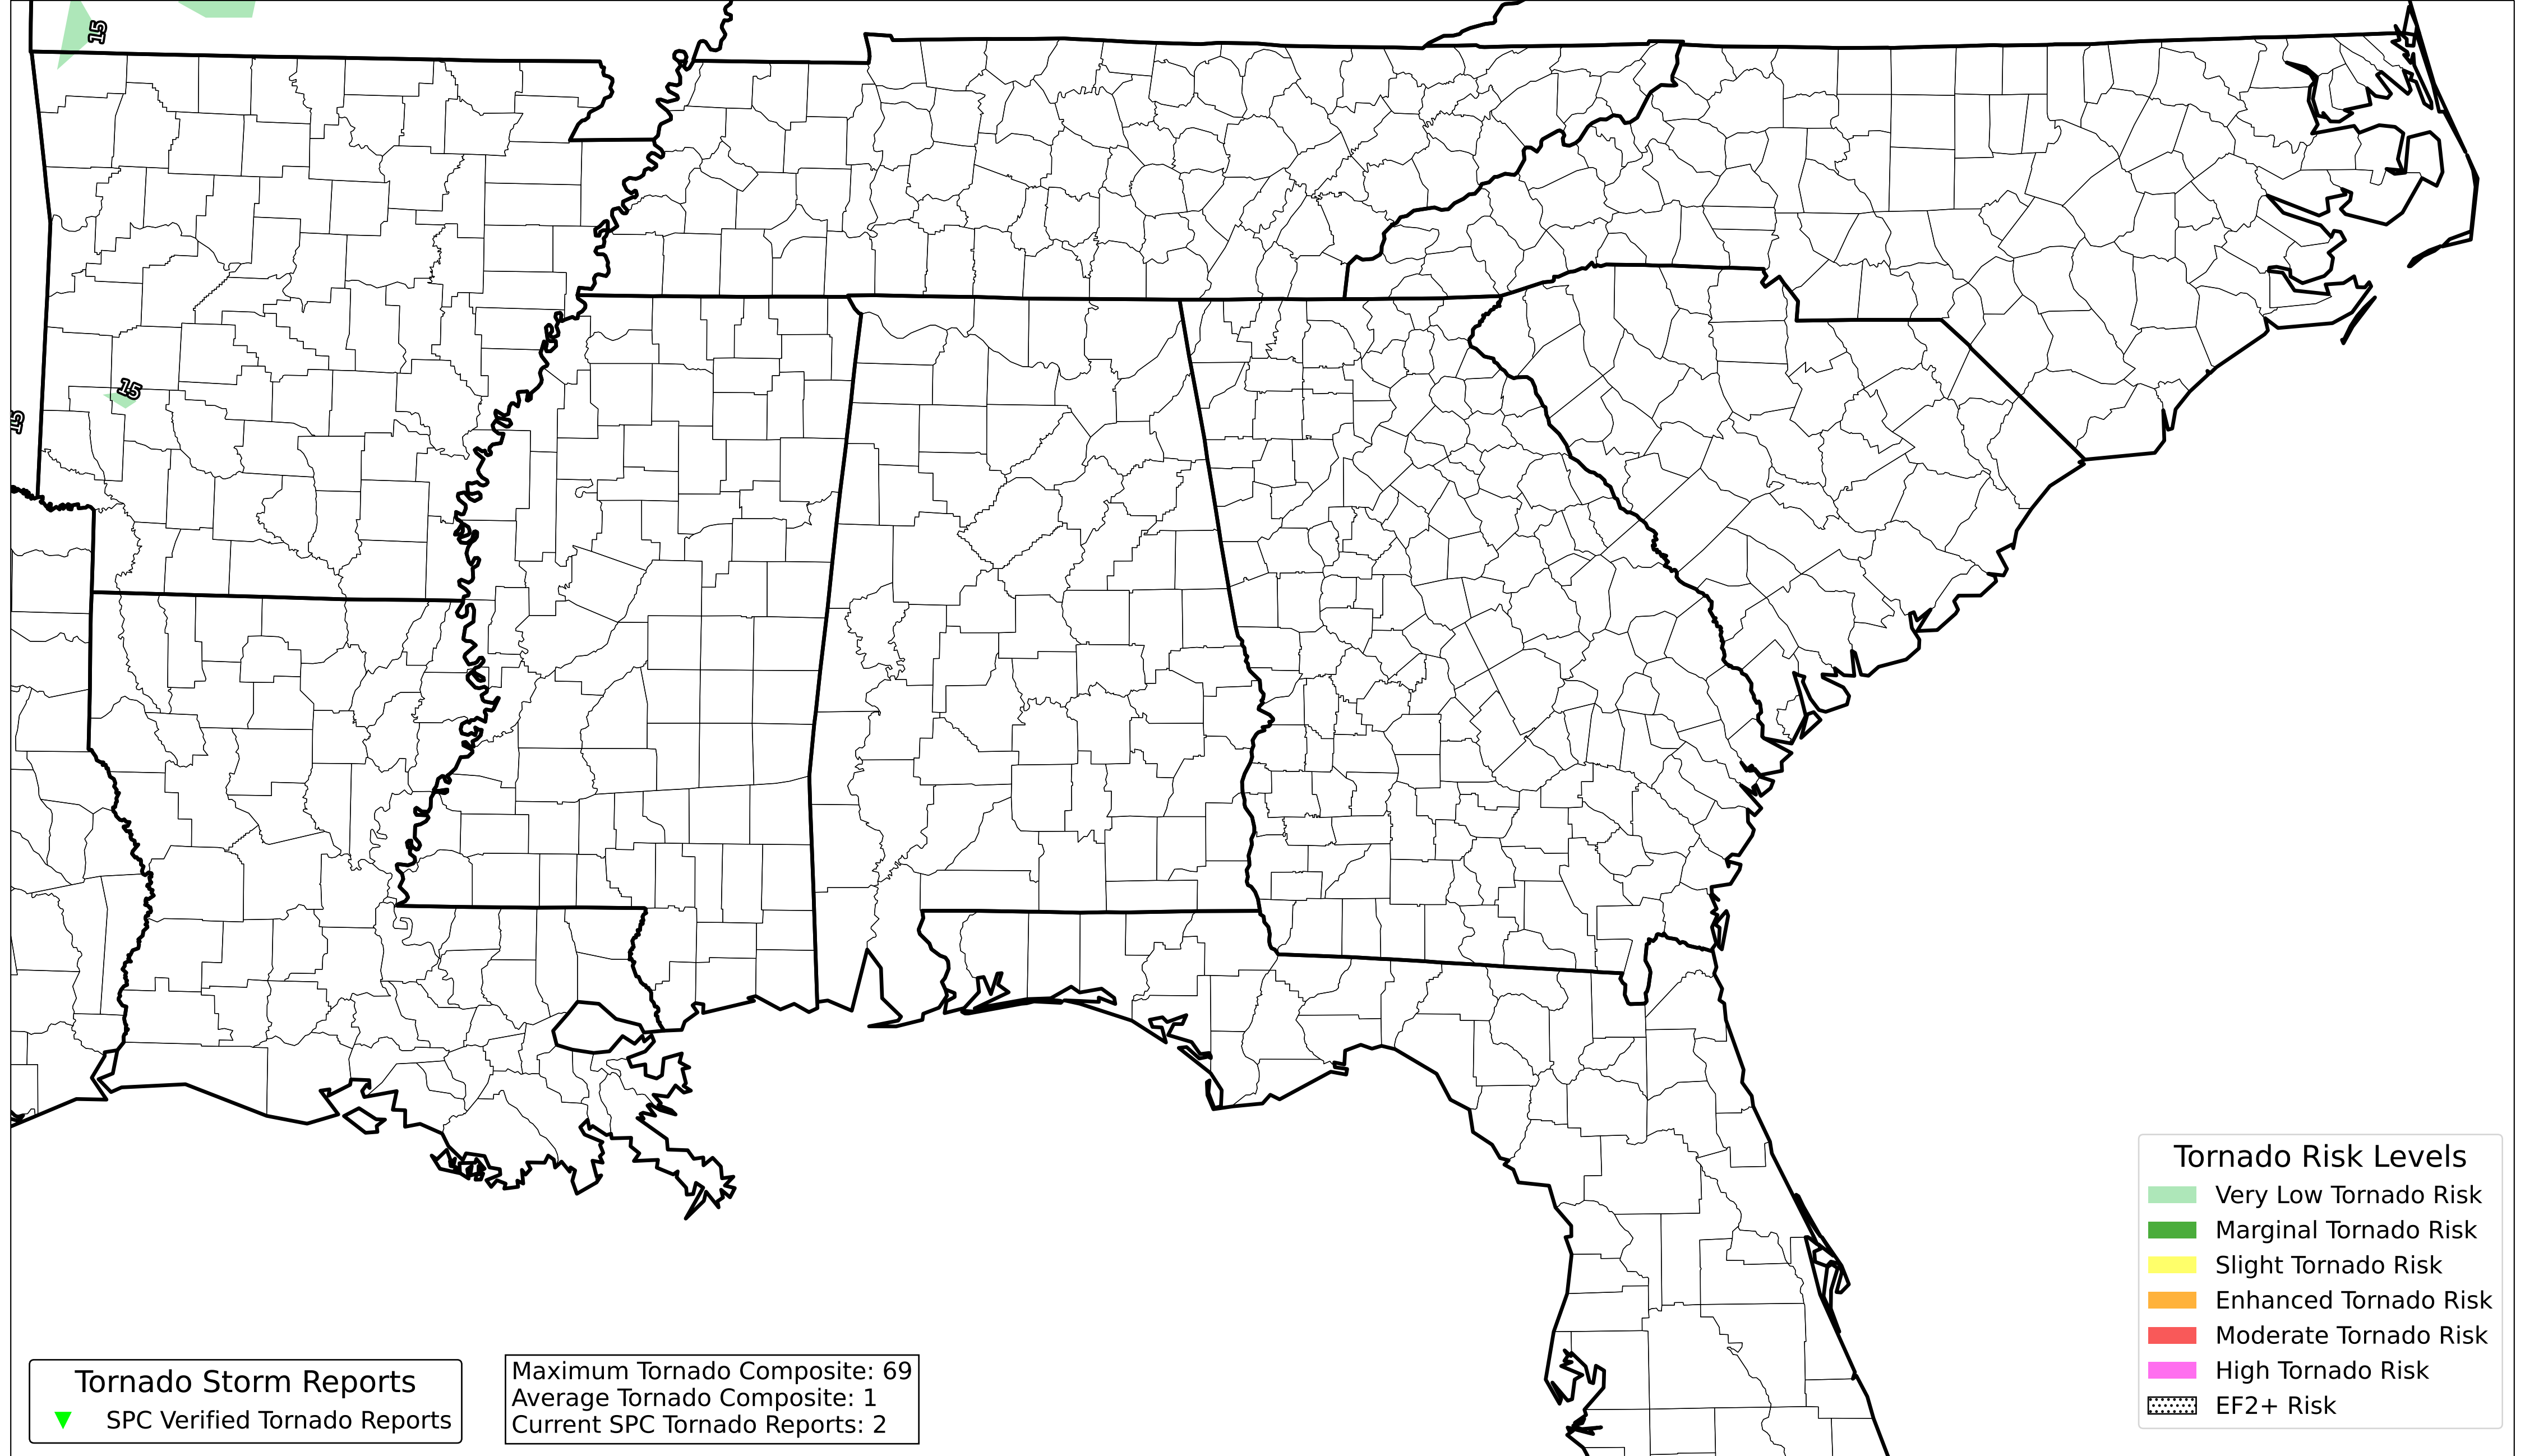 15
15
15
Tornado Risk Levels
Very Low Tornado Risk
Marginal Tornado Risk
Slight Tornado Risk
Enhanced Tornado Risk
Moderate Tornado Risk
High Tornado Risk
EF2+ Risk
Tornado Storm Reports
SPC Verified Tornado Reports
Maximum Tornado Composite: 69
Average Tornado Composite: 1
Current SPC Tornado Reports: 2